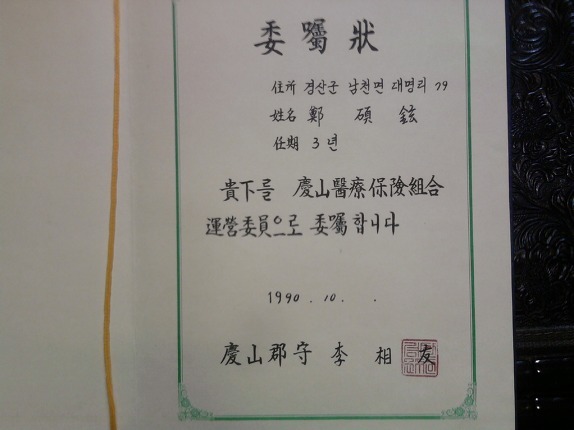 委囑狀
住所 경산군 남천면 대명리 79
姓名 鄭 碩 鉉
任期 3년
貴下를 慶山醫療保險組合
運營委員으로 委囑합니다
1990. 10. .
慶山郡守 李 相 友